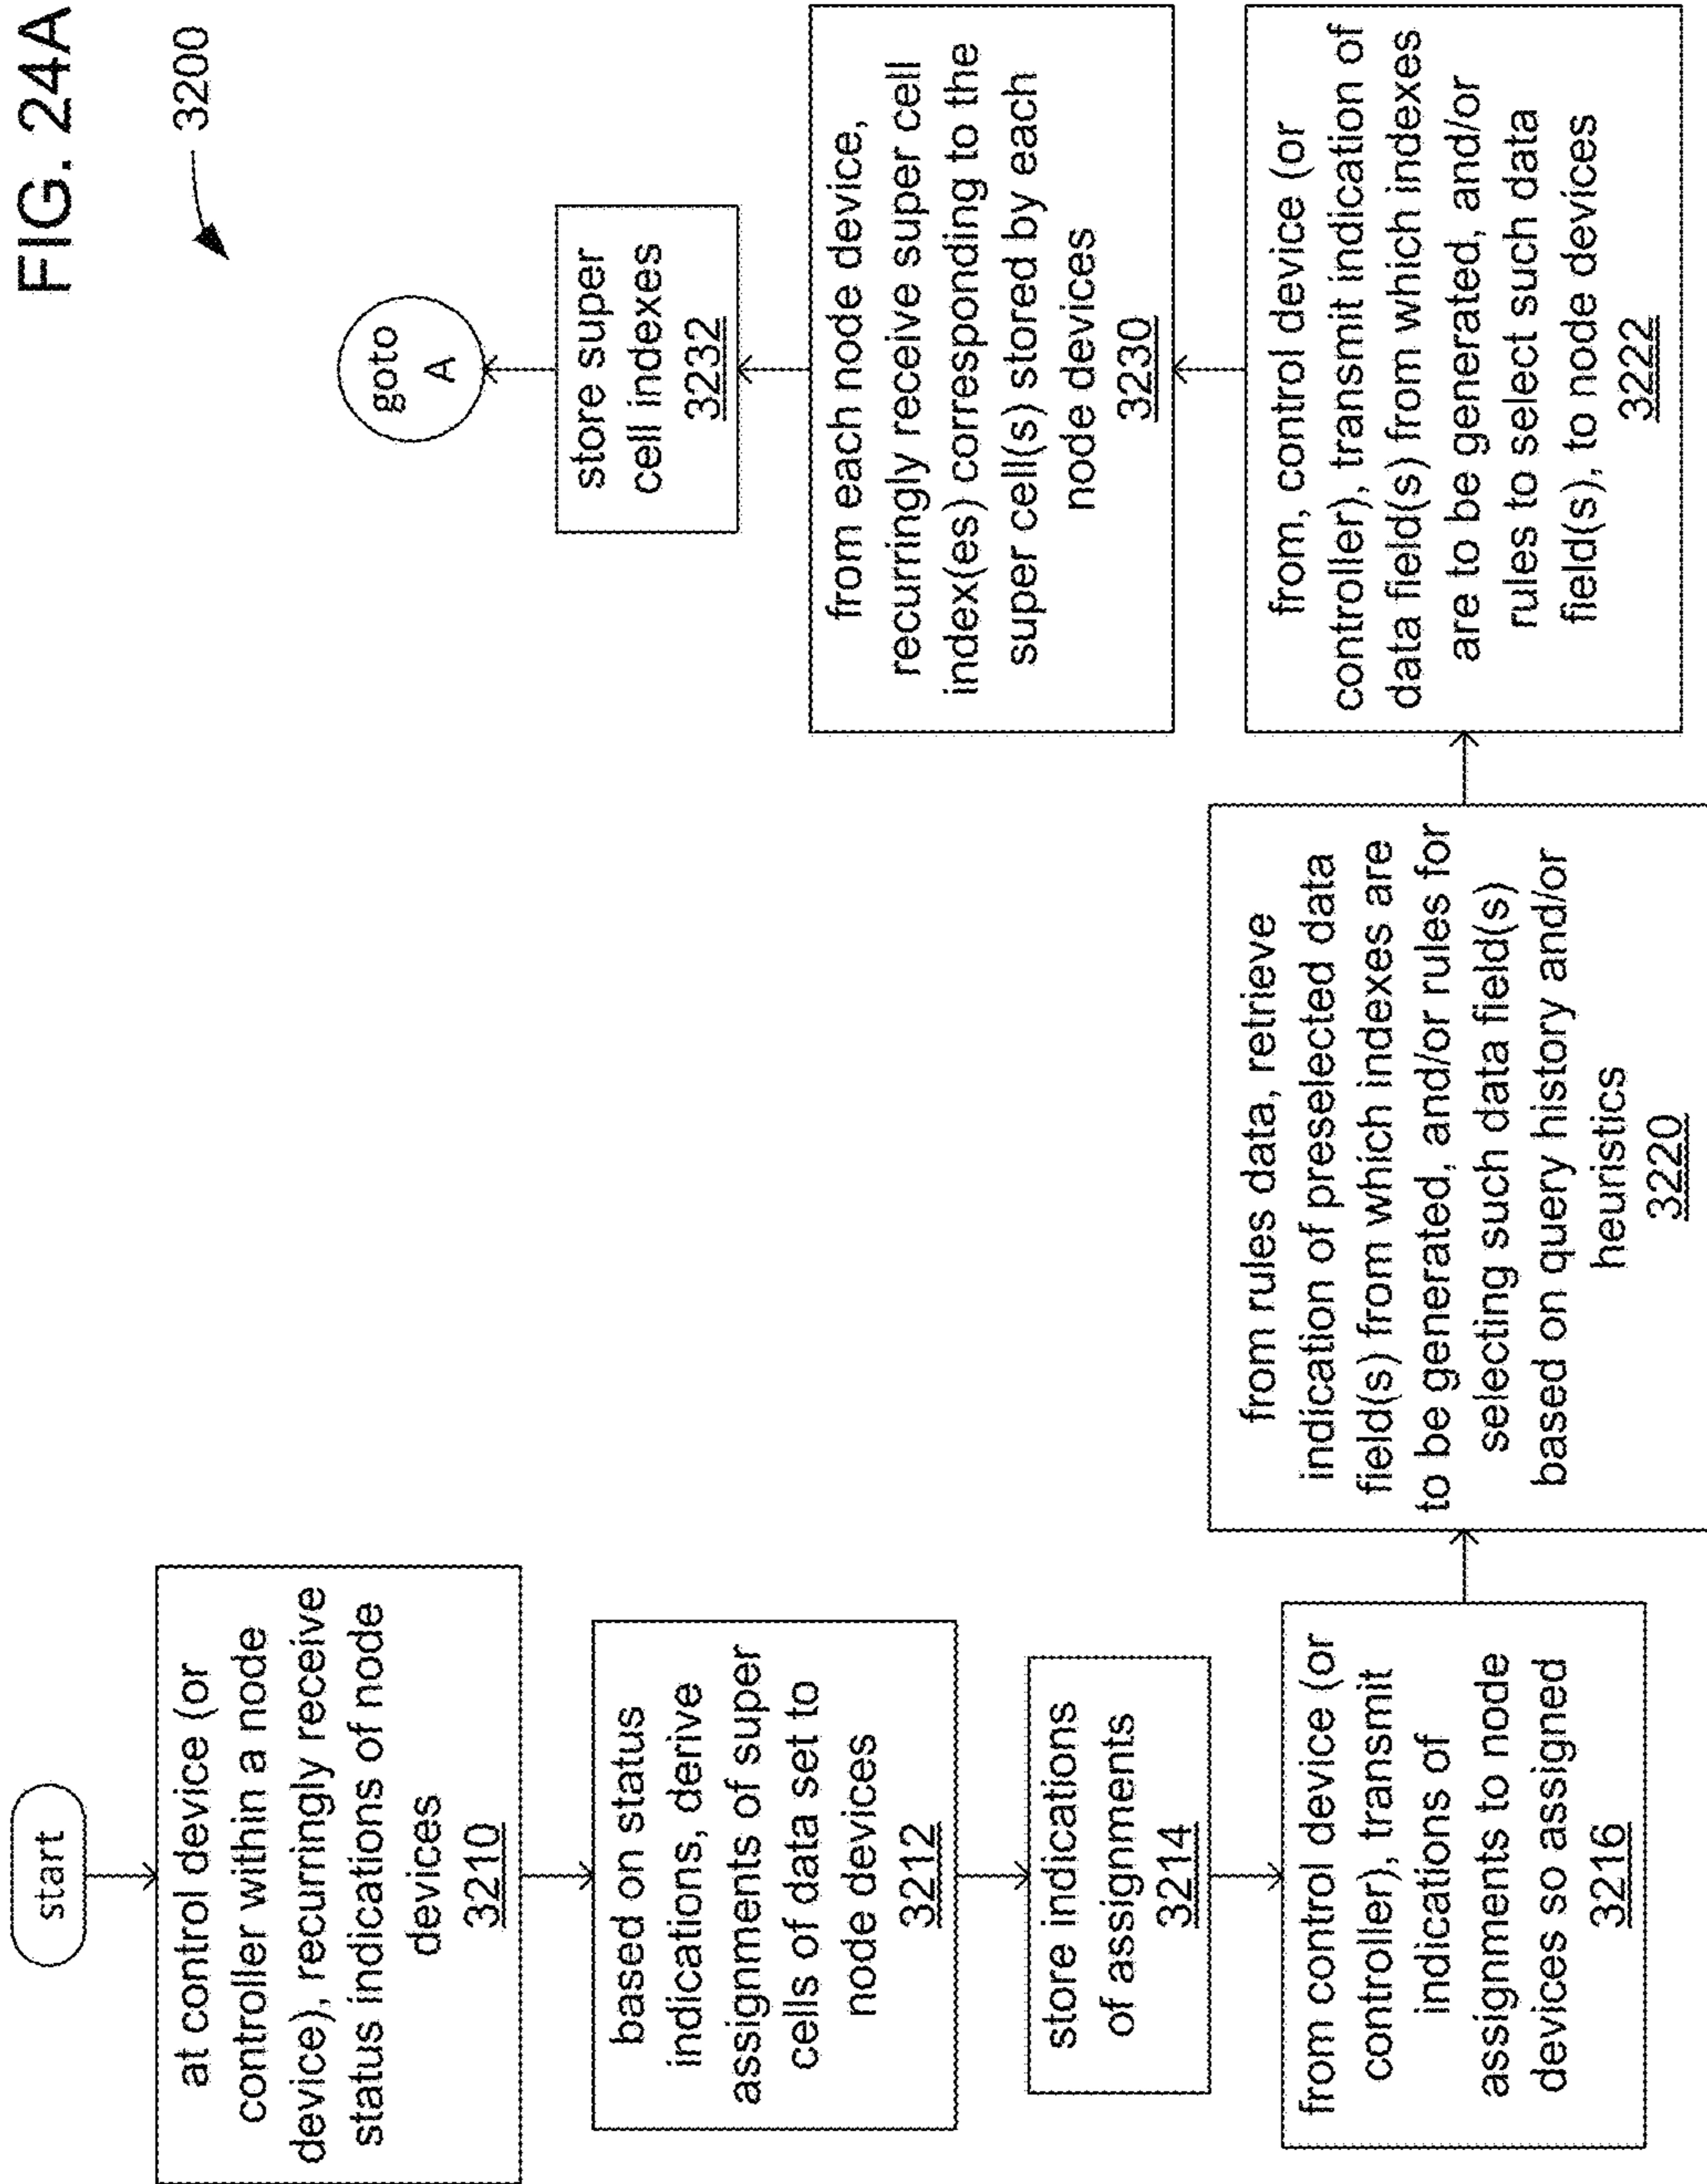 FIG. 24A
3200
start
at control device (or
controller within a node
device), recurringly receive
status indications of node
devices
3210
based on status
indications, derive
assignments of super
cells of data set to
node devices
3212
store indications
of assignments
3214
from control device (or
controller), transmit
indications of
assignments to node
devices so assigned
3216
from rules data, retrieve
indication of preselected data
field(s) from which indexes are
to be generated, and/or rules for
selecting such data field(s)
based on query history and/or
heuristics
3220
from, control device (or
controller), transmit indication of
data field(s) from which indexes
are to be generated, and/or
rules to select such data
field(s), to node devices
3222
from each node device,
recurringly receive super cell
index(es) corresponding to the
super cell(s) stored by each
node devices
3230
store super
cell indexes
3232
goto
A